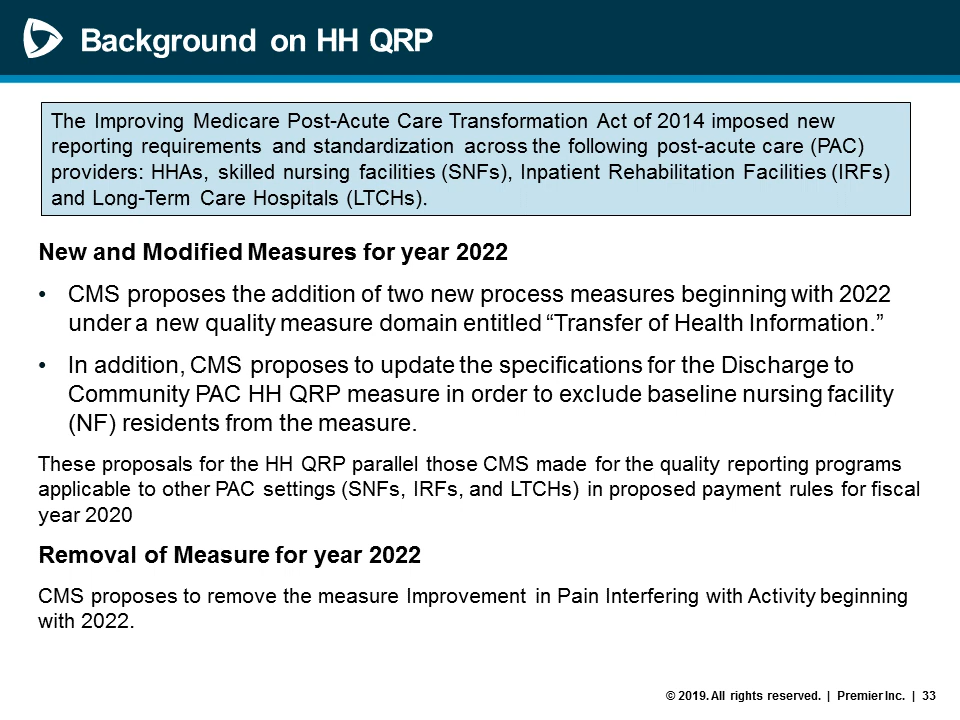 Background on HH QRP
The Improving Medicare Post-Acute Care Transformation Act of 2014 imposed new
reporting requirements and standardization across the following post-acute care (PAC)
providers: HHAs, skilled nursing facilities (SNFs), Inpatient Rehabilitation Facilities (IRFs)
and Long-Term Care Hospitals (LTCHs).
New and Modified Measures for year 2022
• CMS proposes the addition of two new process measures beginning with 2022
under a new quality measure domain entitled “Transfer of Health Information.”
• In addition, CMS proposes to update the specifications for the Discharge to
Community PAC HH QRP measure in order to exclude baseline nursing facility
(NF) residents from the measure.
These proposals for the HH QRP parallel those CMS made for the quality reporting programs
applicable to other PAC settings (SNFs, IRFs, and LTCHs) in proposed payment rules for fiscal
year 2020
Removal of Measure for year 2022
CMS proposes to remove the measure Improvement in Pain Interfering with Activity beginning
with 2022.
© 2019. All rights reserved. | Premier Inc. | 33